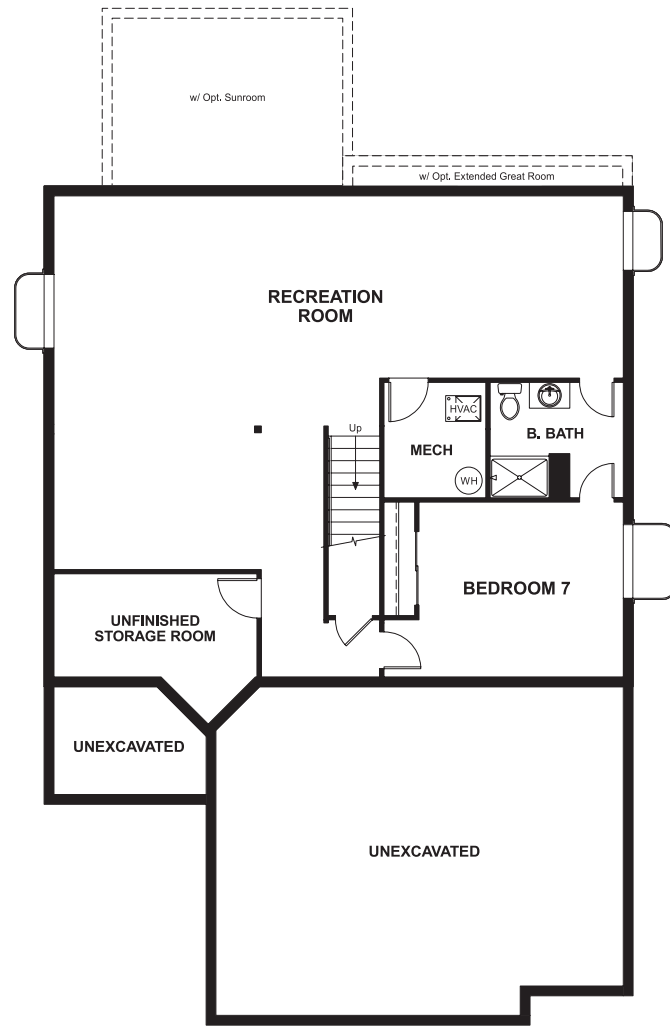 w/ Opt. Sunroom
w/ Opt. Extended Great Room
RECREATION
ROOM
Up
HVAC
MECH
WH
B. BATH
BEDROOM 7
UNFINISHED
STORAGE ROOM
UNEXCAVATED
UNEXCAVATED